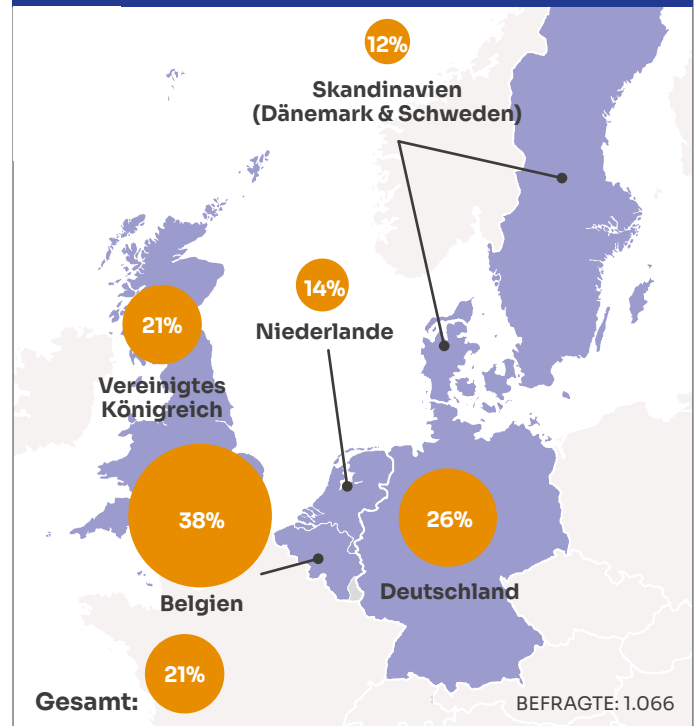 12%
Skandinavien
(Dänemark & Schweden)
14%
Niederlande
21%
Vereinigtes
Königreich
38%
Belgien
26%
Deutschland
21%
Gesamt:
BEFRAGTE: 1.066